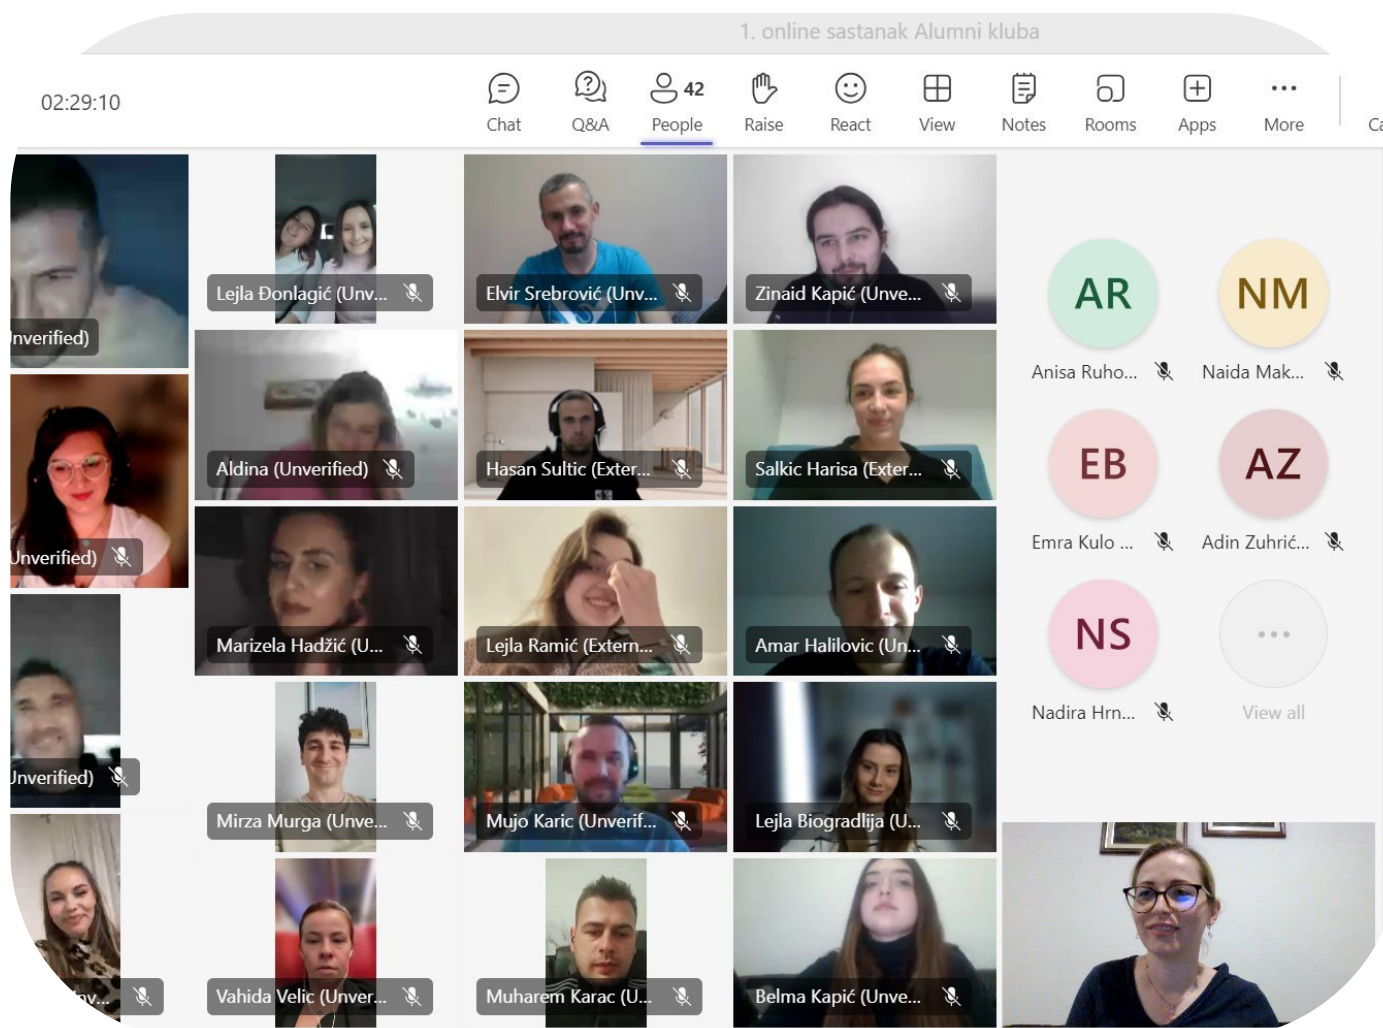 1. online sastanak Alumni kluba
02:29:10
42
Chat
Q&A
People
Raise
React
View
Notes
Rooms
Apps
More
Ca
nverified)
Lejla Đonlagić (Unv...
Elvir Srebrović (Unv...
Zinaid Kapić (Unve...
AR
NM
Anisa Ruho...
Naida Mak...
Unverified)
Aldina (Unverified)
Hasan Sultic (Exter...
Salkic Harisa (Exter...
EB
AZ
Emra Kulo ...
Adin Zuhrić...
Unverified)
Marizela Hadžić (U...
Lejla Ramić (Extern...
Amar Halilovic (Un...
NS
Nadira Hrn...
...
View all
Mirza Murga (Unve...
Mujo Karic (Unverif...
Lejla Biogradlija (U...
nv...
Vahida Velic (Unver...
Muharem Karac (U...
Belma Kapić (Unve...